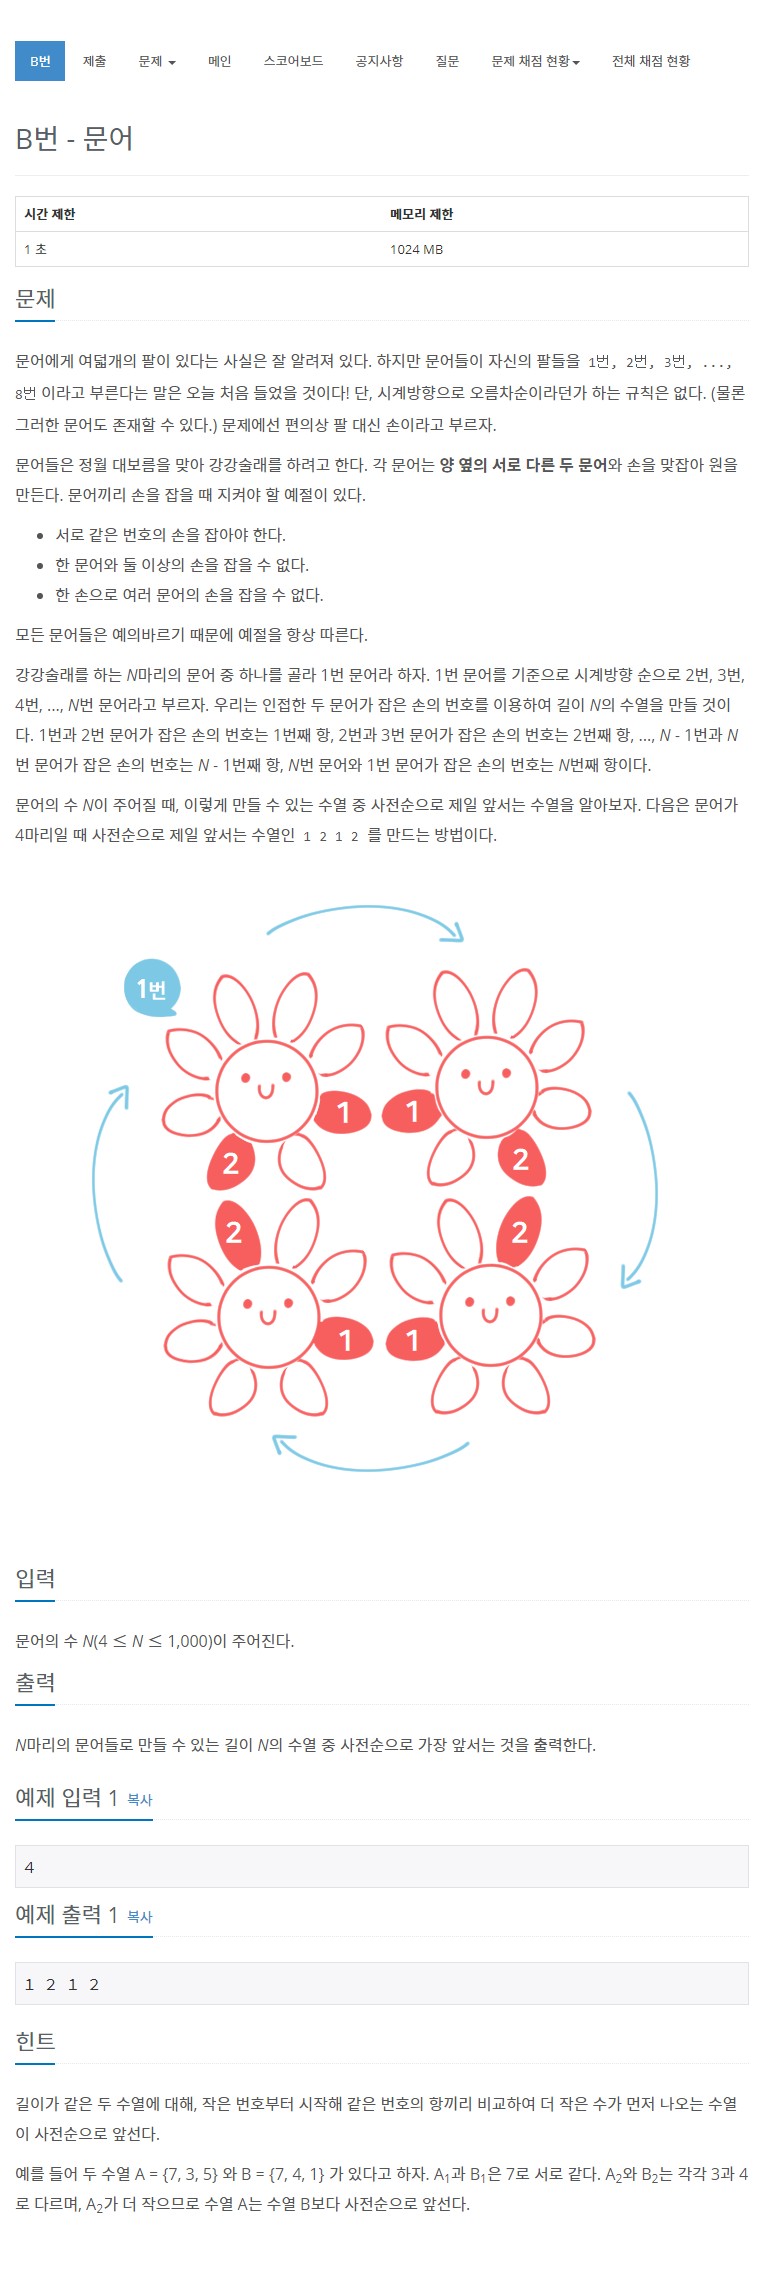 B번 제출 문제 메인 스코어보드 공지사항 질문 문제 채점 현황 전체 채점 현황
B번 - 문어
시간 제한 메모리 제한
1 초 1024 MB
문제
문어에게 여덟개의 팔이 있다는 사실은 잘 알려져 있다. 하지만 문어들이 자신의 팔들을 1번, 2번, 3번, ...,
8번 이라고 부른다는 말은 오늘 처음 들었을 것이다! 단, 시계방향으로 오름차순이라던가 하는 규칙은 없다. (물론
그러한 문어도 존재할 수 있다.) 문제에선 편의상 팔 대신 손이라고 부르자.
문어들은 정월 대보름을 맞아 강강술래를 하려고 한다. 각 문어는 양 옆의 서로 다른 두 문어와 손을 맞잡아 원을
만든다. 문어끼리 손을 잡을 때 지켜야 할 예절이 있다.
서로 같은 번호의 손을 잡아야 한다.
한 문어와 둘 이상의 손을 잡을 수 없다.
한 손으로 여러 문어의 손을 잡을 수 없다.
모든 문어들은 예의바르기 때문에 예절을 항상 따른다.
강강술래를 하는 N마리의 문어 중 하나를 골라 1번 문어라 하자. 1번 문어를 기준으로 시계방향 순으로 2번, 3번,
4번, ..., N번 문어라고 부르자. 우리는 인접한 두 문어가 잡은 손의 번호를 이용하여 길이 N의 수열을 만들 것이
다. 1번과 2번 문어가 잡은 손의 번호는 1번째 항, 2번과 3번 문어가 잡은 손의 번호는 2번째 항, ..., N - 1번과 N
번 문어가 잡은 손의 번호는 N - 1번째 항, N번 문어와 1번 문어가 잡은 손의 번호는 N번째 항이다.
문어의 수 N이 주어질 때, 이렇게 만들 수 있는 수열 중 사전순으로 제일 앞서는 수열을 알아보자. 다음은 문어가
4마리일 때 사전순으로 제일 앞서는 수열인 1 2 1 2 를 만드는 방법이다.
1번
1 1
2 2
2 2
1 1
입력
문어의 수 N(4 ≤ N ≤ 1,000)이 주어진다.
출력
N마리의 문어들로 만들 수 있는 길이 N의 수열 중 사전순으로 가장 앞서는 것을 출력한다.
예제 입력 1 복사
4
예제 출력 1 복사
1 2 1 2
힌트
길이가 같은 두 수열에 대해, 작은 번호부터 시작해 같은 번호의 항끼리 비교하여 더 작은 수가 먼저 나오는 수열
이 사전순으로 앞선다.
예를 들어 두 수열 A = {7, 3, 5} 와 B = {7, 4, 1} 가 있다고 하자. A₁과 B₁은 7로 서로 같다. A₂와 B₂는 각각 3과 4
로 다르며, A₂가 더 작으므로 수열 A는 수열 B보다 사전순으로 앞선다.